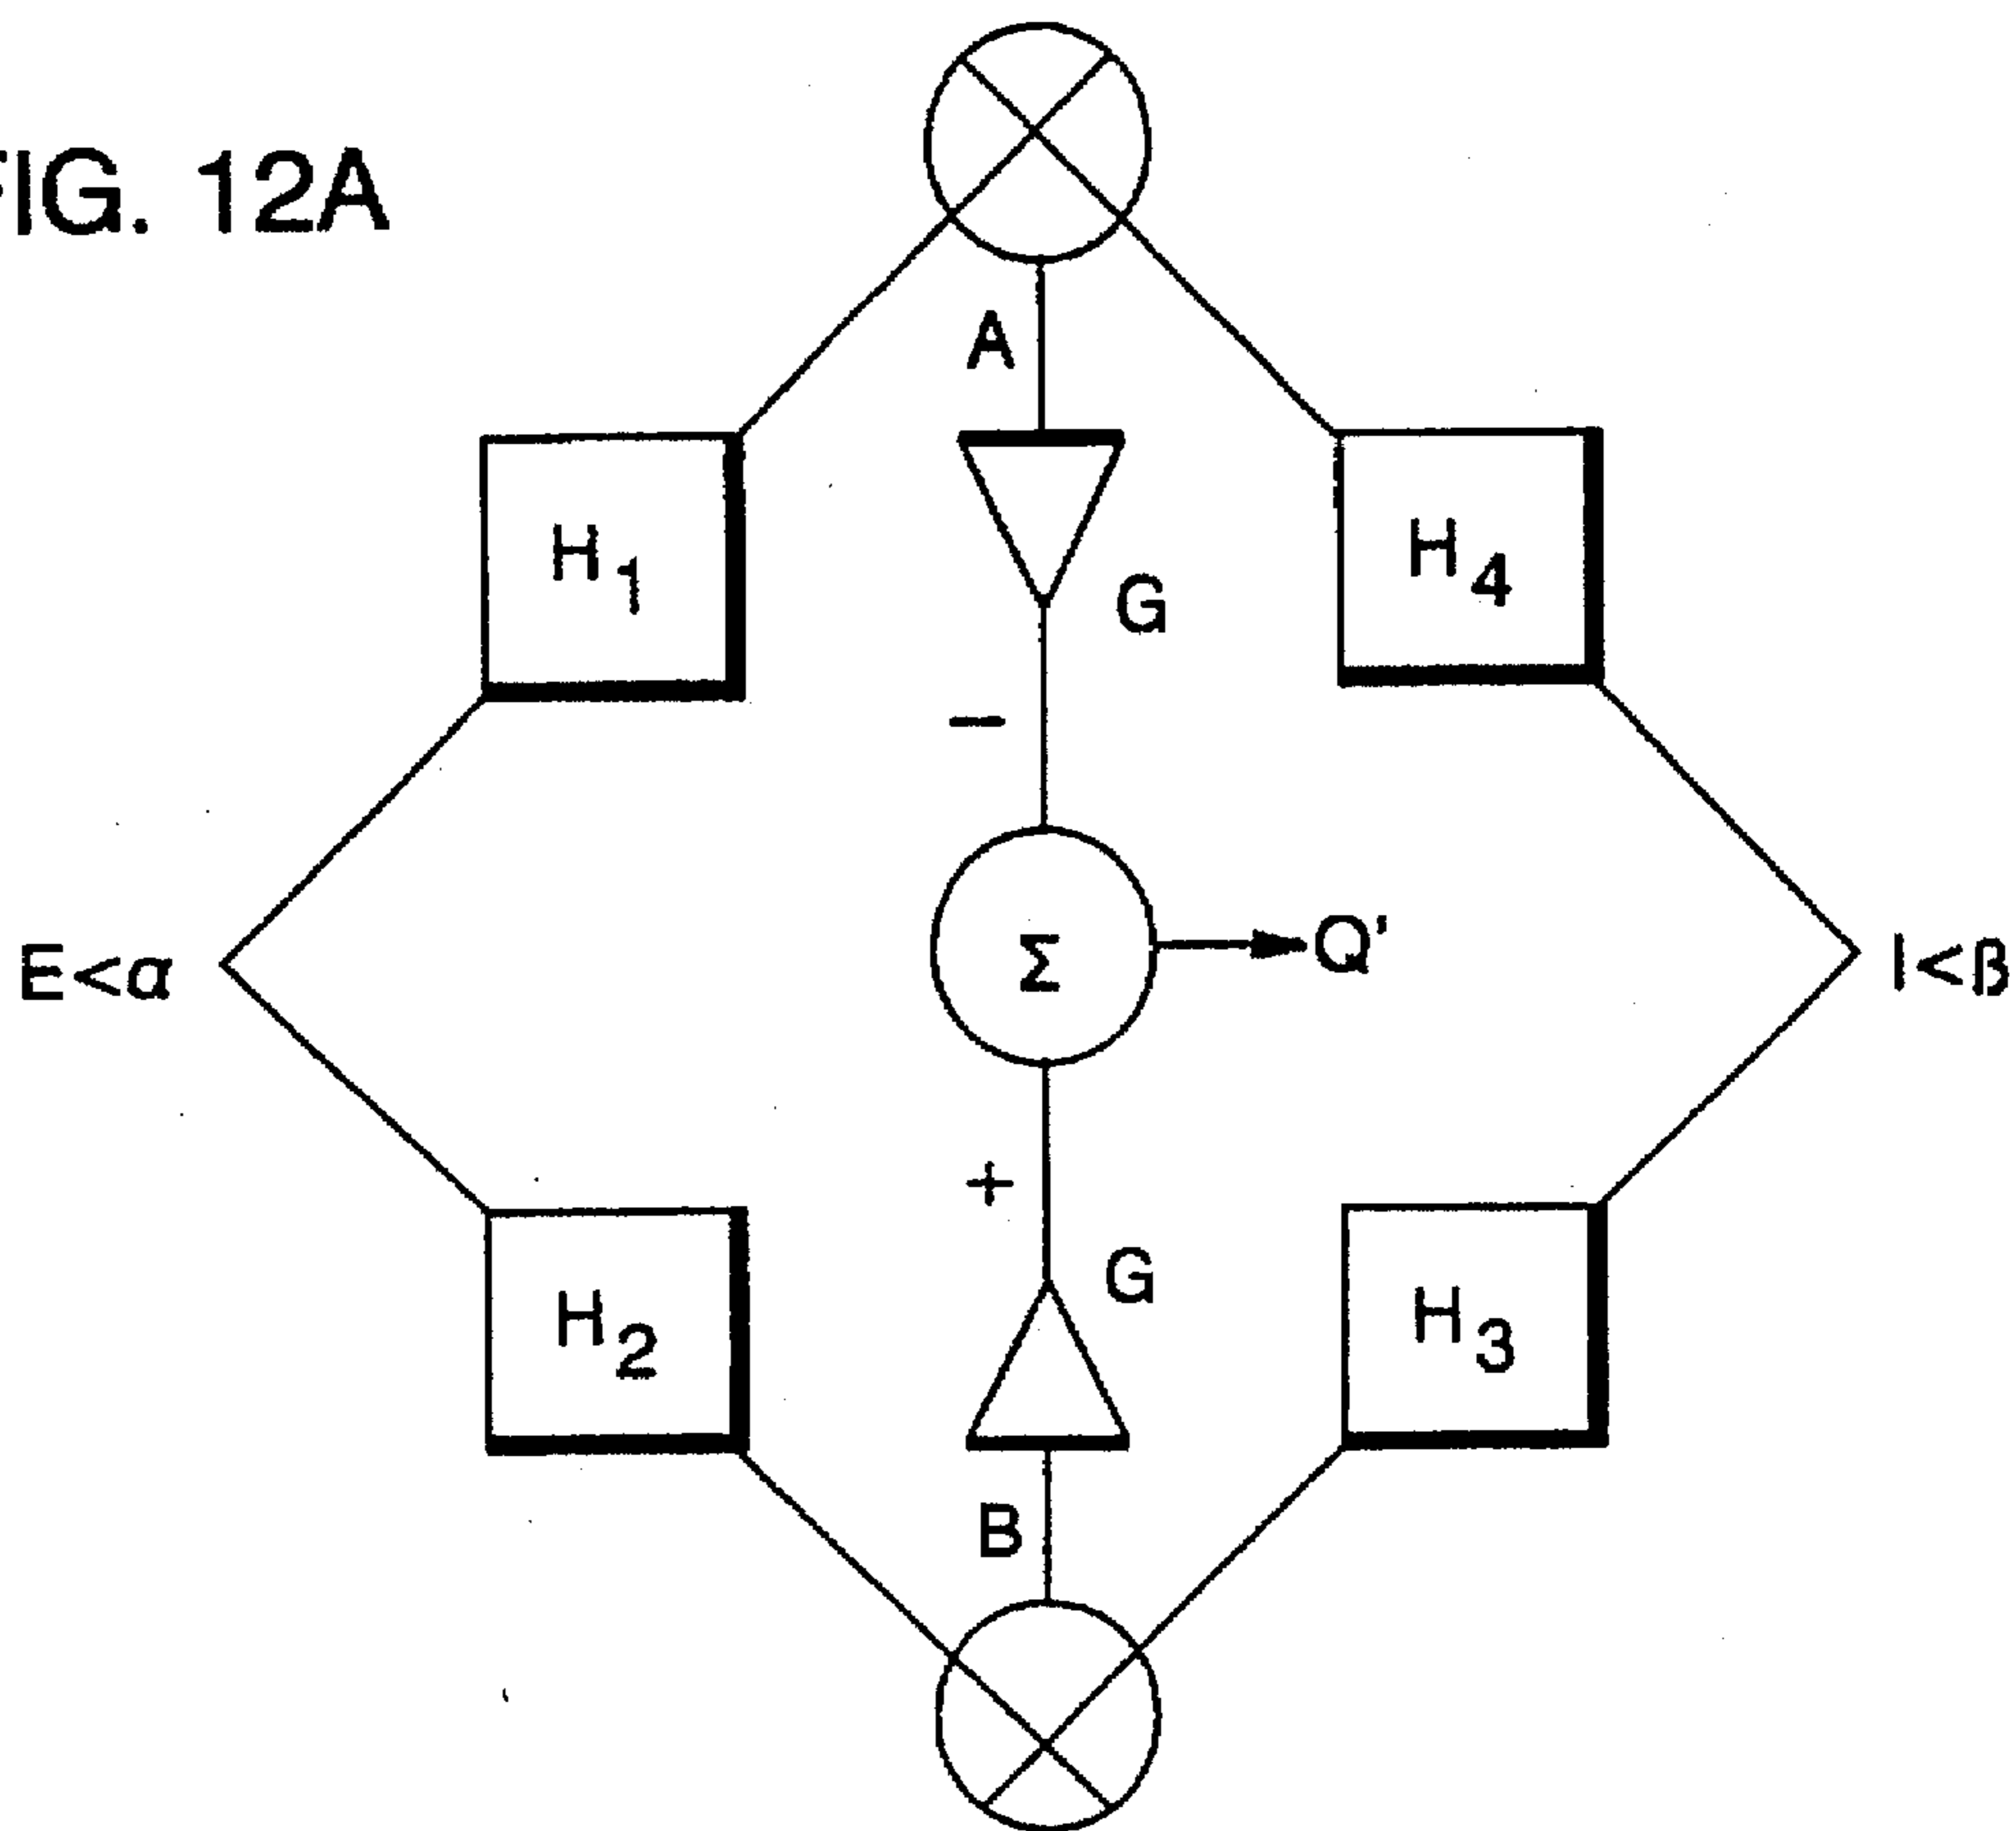 FIG. 12A
A
H1
H4
G
−
E<α
Σ
Q'
I<β
+
G
H2
H3
B